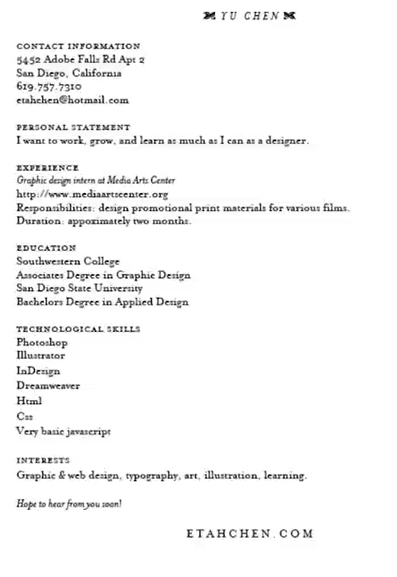 YU CHEN
CONTACT INFORMATION
5452 Adobe Falls Rd Apt 2
San Diego, California
619.757.7310
etahchen@hotmail.com
PERSONAL STATEMENT
I want to work, grow, and learn as much as I can as a designer.
EXPERIENCE
Graphic design intern at Media Arts Center
http://www.mediaartscenter.org
Responsibilities: design promotional print materials for various films.
Duration: appoximately two months.
EDUCATION
Southwestern College
Associates Degree in Graphic Design
San Diego State University
Bachelors Degree in Applied Design
TECHNOLOGICAL SKILLS
Photoshop
Illustrator
InDesign
Dreamweaver
Html
Css
Very basic javascript
INTERESTS
Graphic & web design, typography, art, illustration, learning.
Hope to hear from you soon!
ETAHCHEN.COM